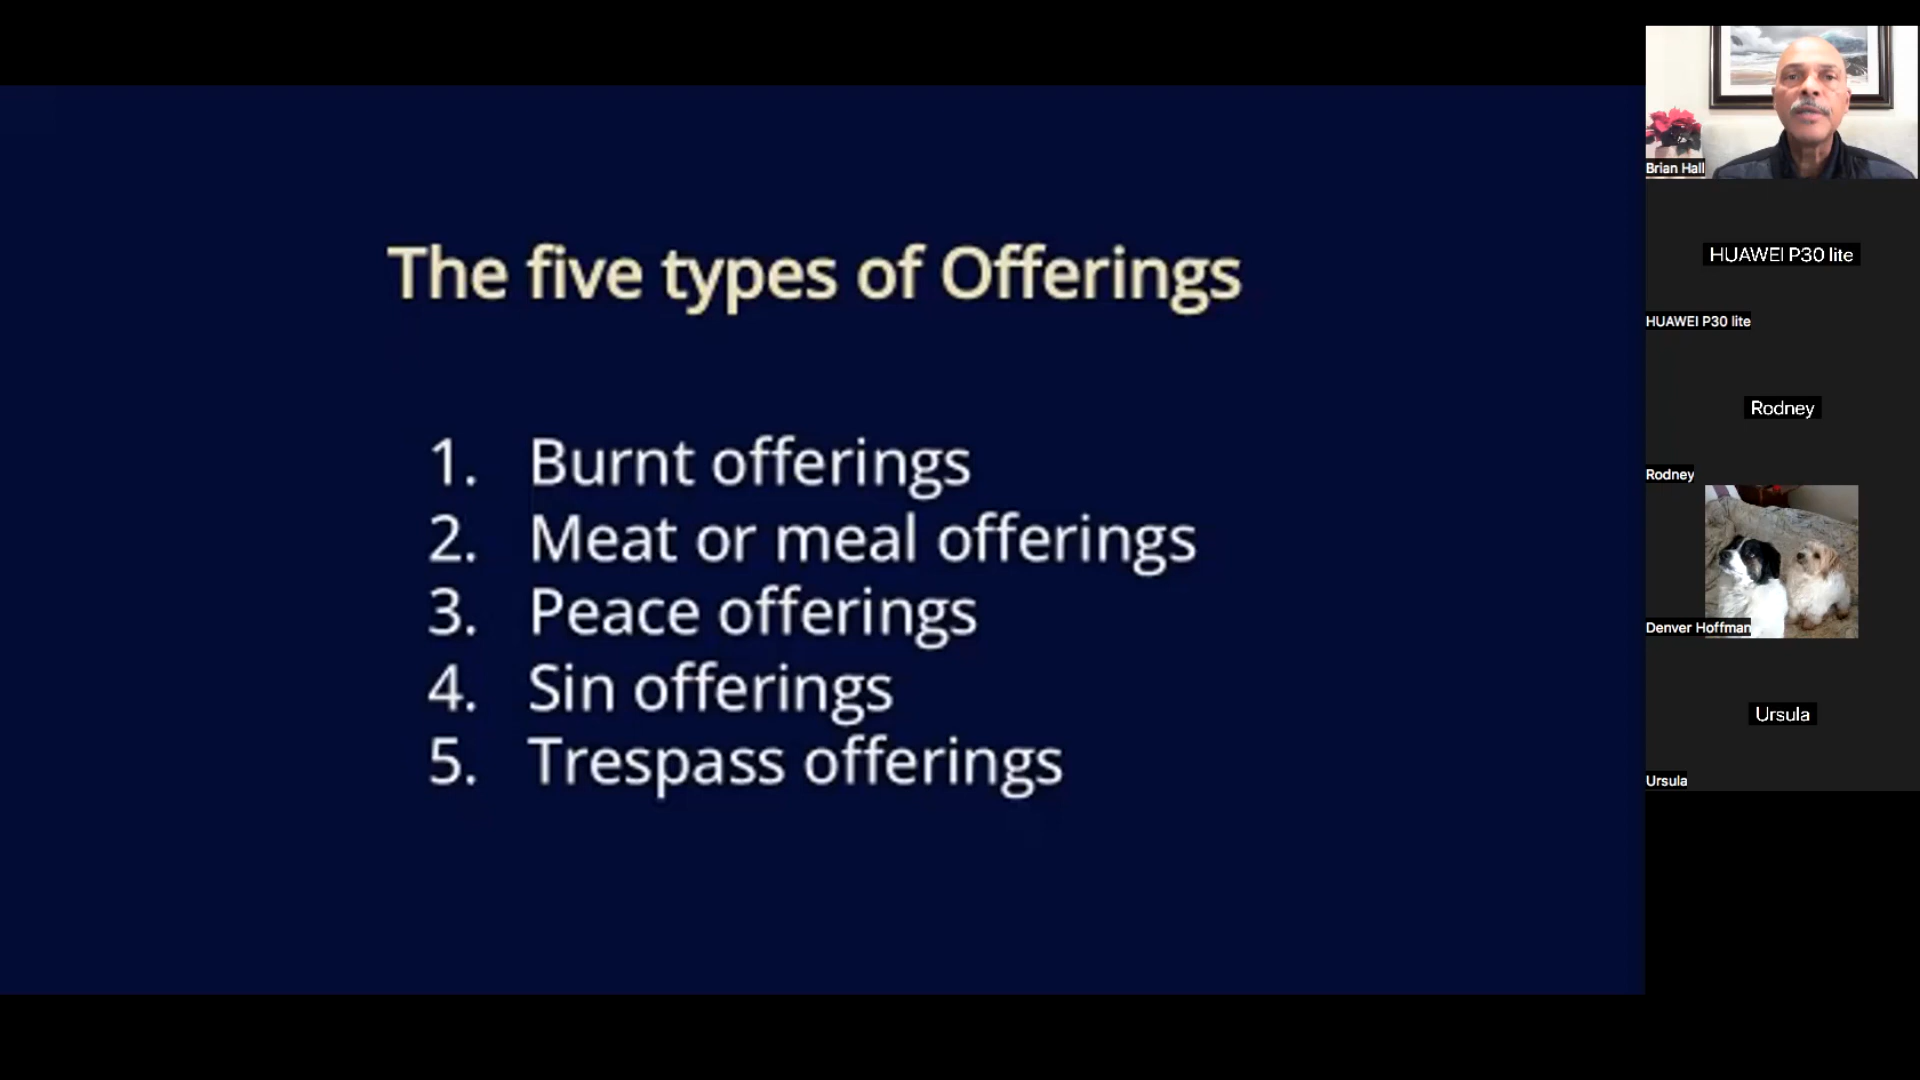 The five types of Offerings
1. Burnt offerings
2. Meat or meal offerings
3. Peace offerings
4. Sin offerings
5. Trespass offerings
Brian Hall
HUAWEI P30 lite
HUAWEI P30 lite
Rodney
Rodney
Denver Hoffman
Ursula
Ursula